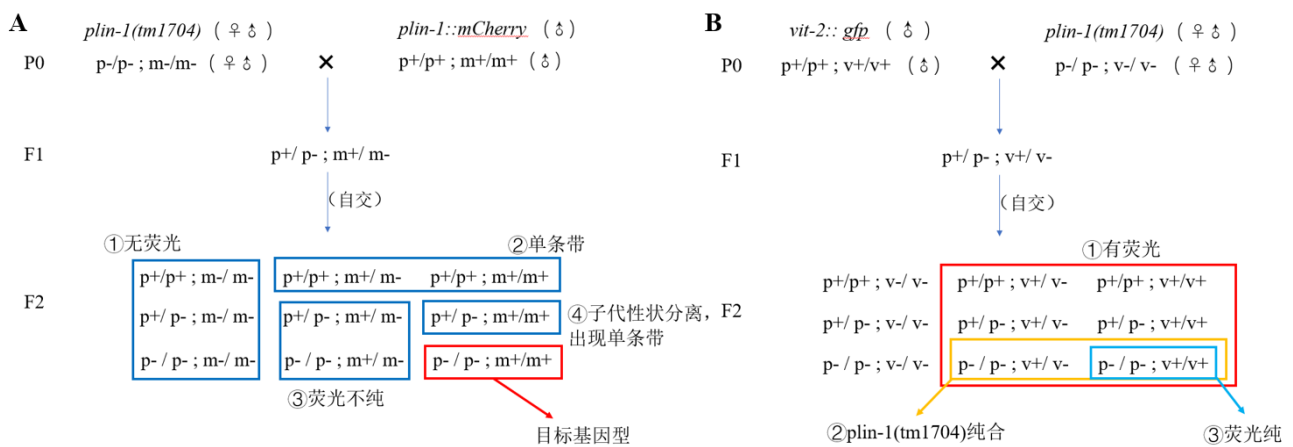 A
plin-1(tm1704) (♀♂)
plin-1::mCherry (♂)
P0
p-/p- ; m-/m- (♀♂)
×
p+/p+ ; m+/m+ (♂)
F1
p+/ p- ; m+/ m-
(自交)
①无荧光
②单条带
F2
p+/p+ ; m-/ m-
p+/p+ ; m+/ m-
p+/p+ ; m+/m+
p+/ p- ; m-/ m-
p+/ p- ; m+/ m-
p+/ p- ; m+/m+
④子代性状分离,
出现单条带
p- / p- ; m-/ m-
p- / p- ; m+/ m-
p- / p- ; m+/m+
③荧光不纯
目标基因型
B
vit-2:: gfp (♂)
plin-1(tm1704) (♀♂)
P0
p+/p+ ; v+/v+ (♂)
×
p-/ p- ; v-/ v- (♀♂)
F1
p+/ p- ; v+/ v-
(自交)
①有荧光
F2
p+/p+ ; v-/ v-
p+/p+ ; v+/ v-
p+/p+ ; v+/v+
p+/ p- ; v-/ v-
p+/ p- ; v+/ v-
p+/ p- ; v+/v+
p- / p- ; v-/ v-
p- / p- ; v+/ v-
p- / p- ; v+/v+
②plin-1(tm1704)纯合
③荧光纯